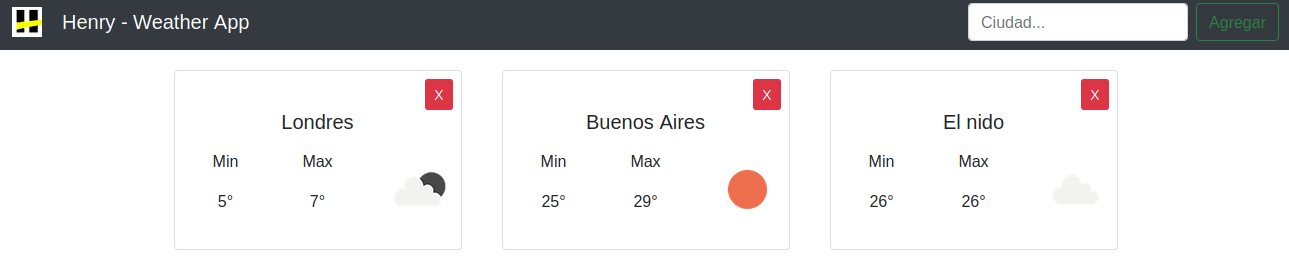 H Henry - Weather App Ciudad... Agregar
X
Londres
Min Max
5° 7°
X
Buenos Aires
Min Max
25° 29°
X
El nido
Min Max
26° 26°